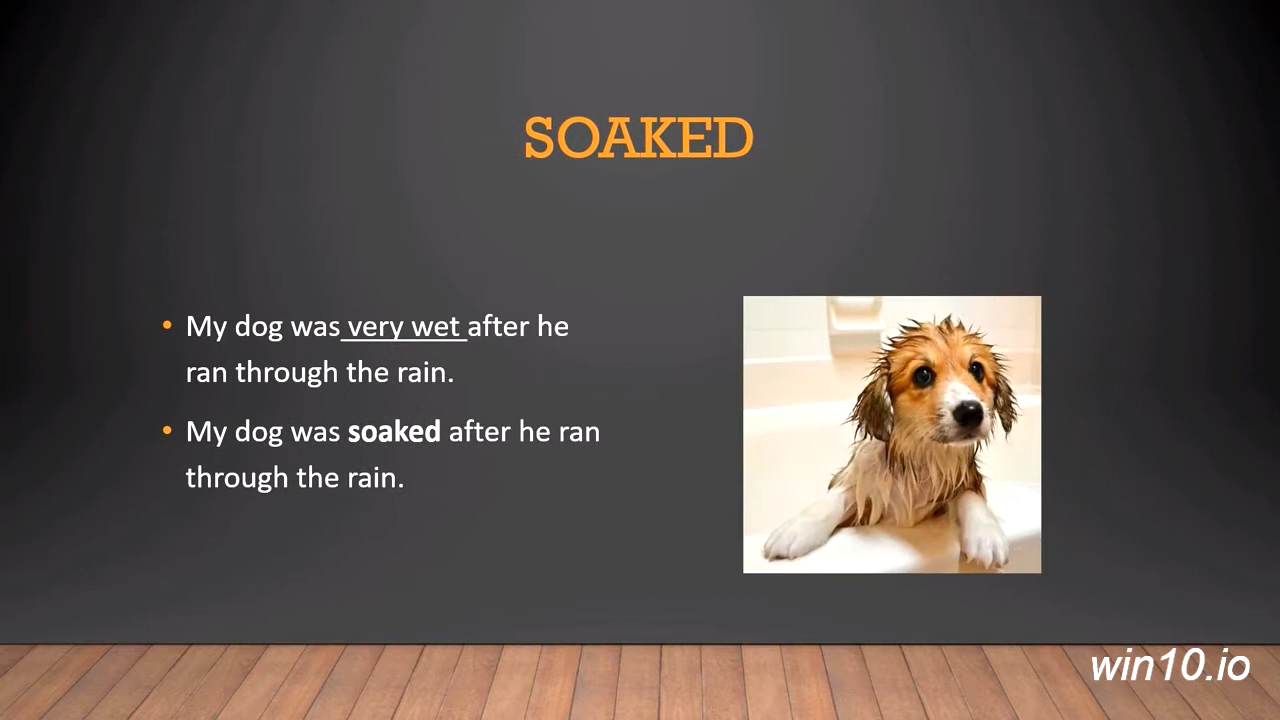 SOAKED
My dog was very wet after he
ran through the rain.
My dog was soaked after he ran
through the rain.
win10.io